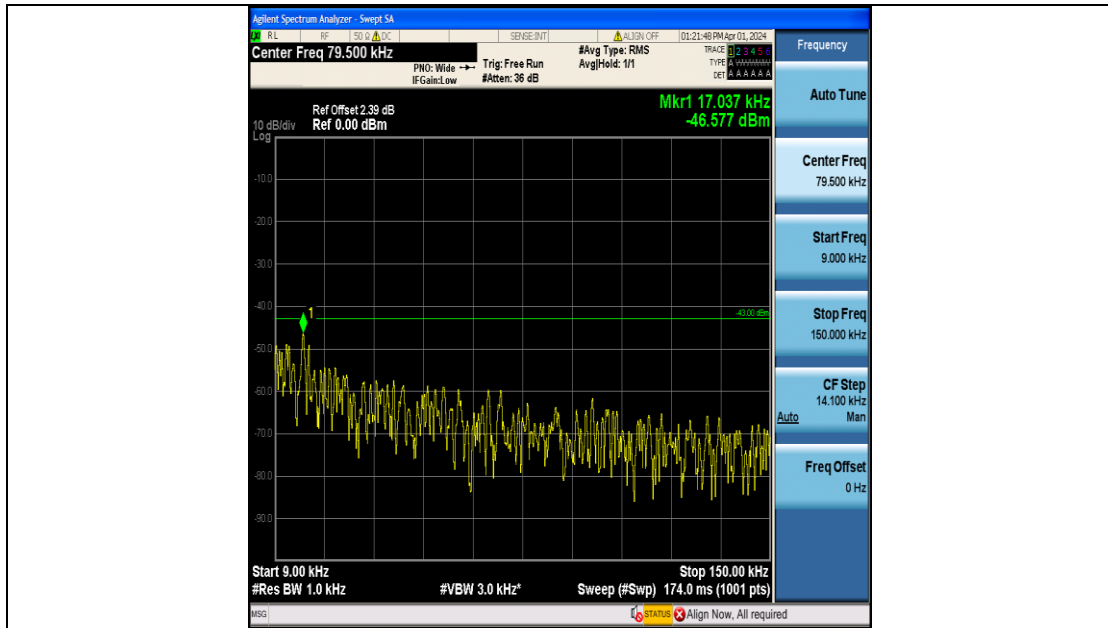 Agilent Spectrum Analyzer - Swept SA
RL RF 50 Ω DC SENSE:INT ALIGN OFF 01:21:48 PM Apr 01, 2024
Center Freq 79.500 kHz
PNO: Wide
IFGain:Low
Trig: Free Run
#Atten: 36 dB
#Avg Type: RMS
Avg|Hold: 1/1
TRACE 1 2 3 4 5 6
TYPE A
DET A A A A A A
Mkr1 17.037 kHz
-46.577 dBm
Ref Offset 2.39 dB
10 dB/div Ref 0.00 dBm
Log
-10.0
-20.0
-30.0
-40.0
-50.0
-60.0
-70.0
-80.0
-90.0
1
-43.00 dBm
Start 9.00 kHz Stop 150.00 kHz
#Res BW 1.0 kHz #VBW 3.0 kHz* Sweep (#Swp) 174.0 ms (1001 pts)
MSG STATUS Align Now, All required
Frequency
Auto Tune
Center Freq
79.500 kHz
Start Freq
9.000 kHz
Stop Freq
150.000 kHz
CF Step
14.100 kHz
Auto Man
Freq Offset
0 Hz